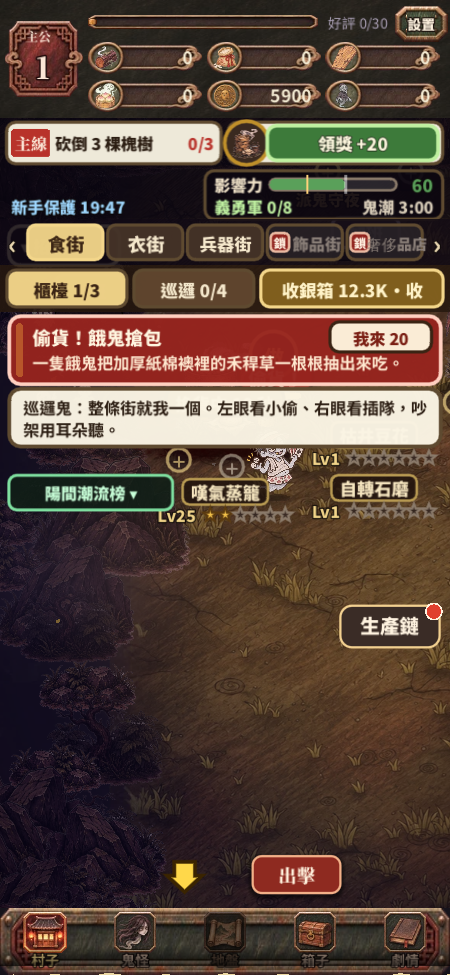 主公
1
好評 0/30
設置
0
0
0
0
5900
0
主線 砍倒 3 棵槐樹 0/3
領獎 +20
影響力 60
新手保護 19:47
義勇軍 0/8 鬼潮 3:00
‹ 食街 衣街 兵器街 鎖 飾品街 鎖 奢侈品店 ›
櫃檯 1/3
巡邏 0/4
收銀箱 12.3K・收
偷貨！餓鬼搶包
我來 20
一隻餓鬼把加厚紙棉襖裡的禾稈草一根根抽出來吃。
巡邏鬼：整條街就我一個。左眼看小偷、右眼看插隊，吵
架用耳朵聽。
Lv1
陽間潮流榜 ▾
嘆氣蒸籠
自轉石磨
Lv25
Lv1
生產鏈
出擊
村子
鬼怪
地盤
箱子
劇情